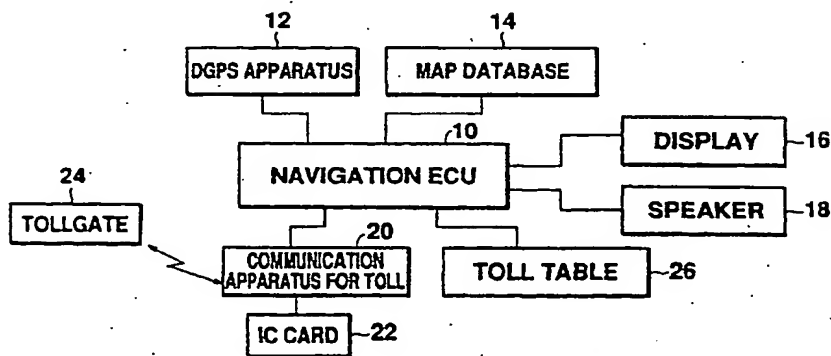 12
DGPS APPARATUS
14
MAP DATABASE
10
NAVIGATION ECU
DISPLAY
16
SPEAKER
18
24
TOLLGATE
20
COMMUNICATION
APPARATUS FOR TOLL
TOLL TABLE
26
IC CARD
22